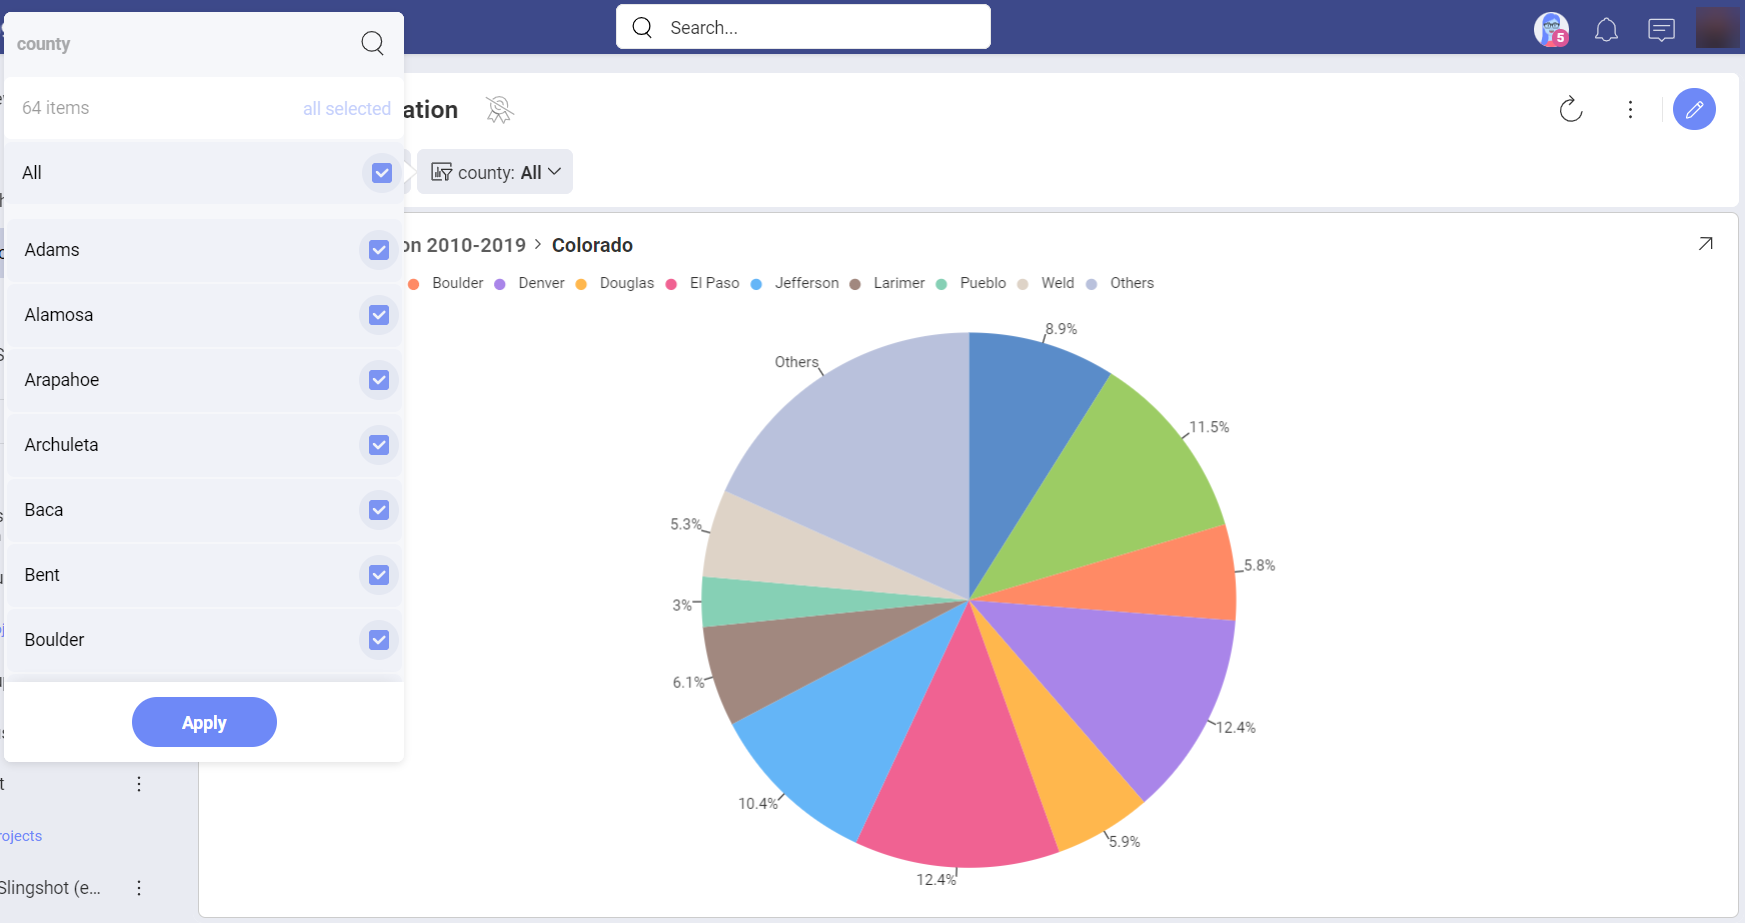 county
Search...
5
64 items
all selected
ation
All
county: All
Adams
on 2010-2019 > Colorado
Boulder Denver Douglas El Paso Jefferson Larimer Pueblo Weld Others
Alamosa
Arapahoe
Archuleta
Baca
Bent
Boulder
Apply
8.9%
Others
11.5%
5.3%
5.8%
3%
6.1%
12.4%
10.4%
5.9%
12.4%
t
rojects
Slingshot (e...